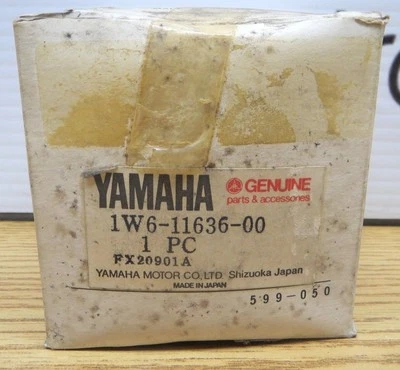 YAMAHA GENUINE
parts & accessories
1W6-11636-00
1 PC
FX20901A
YAMAHA MOTOR CO., LTD Shizuoka Japan
MADE IN JAPAN
599-050